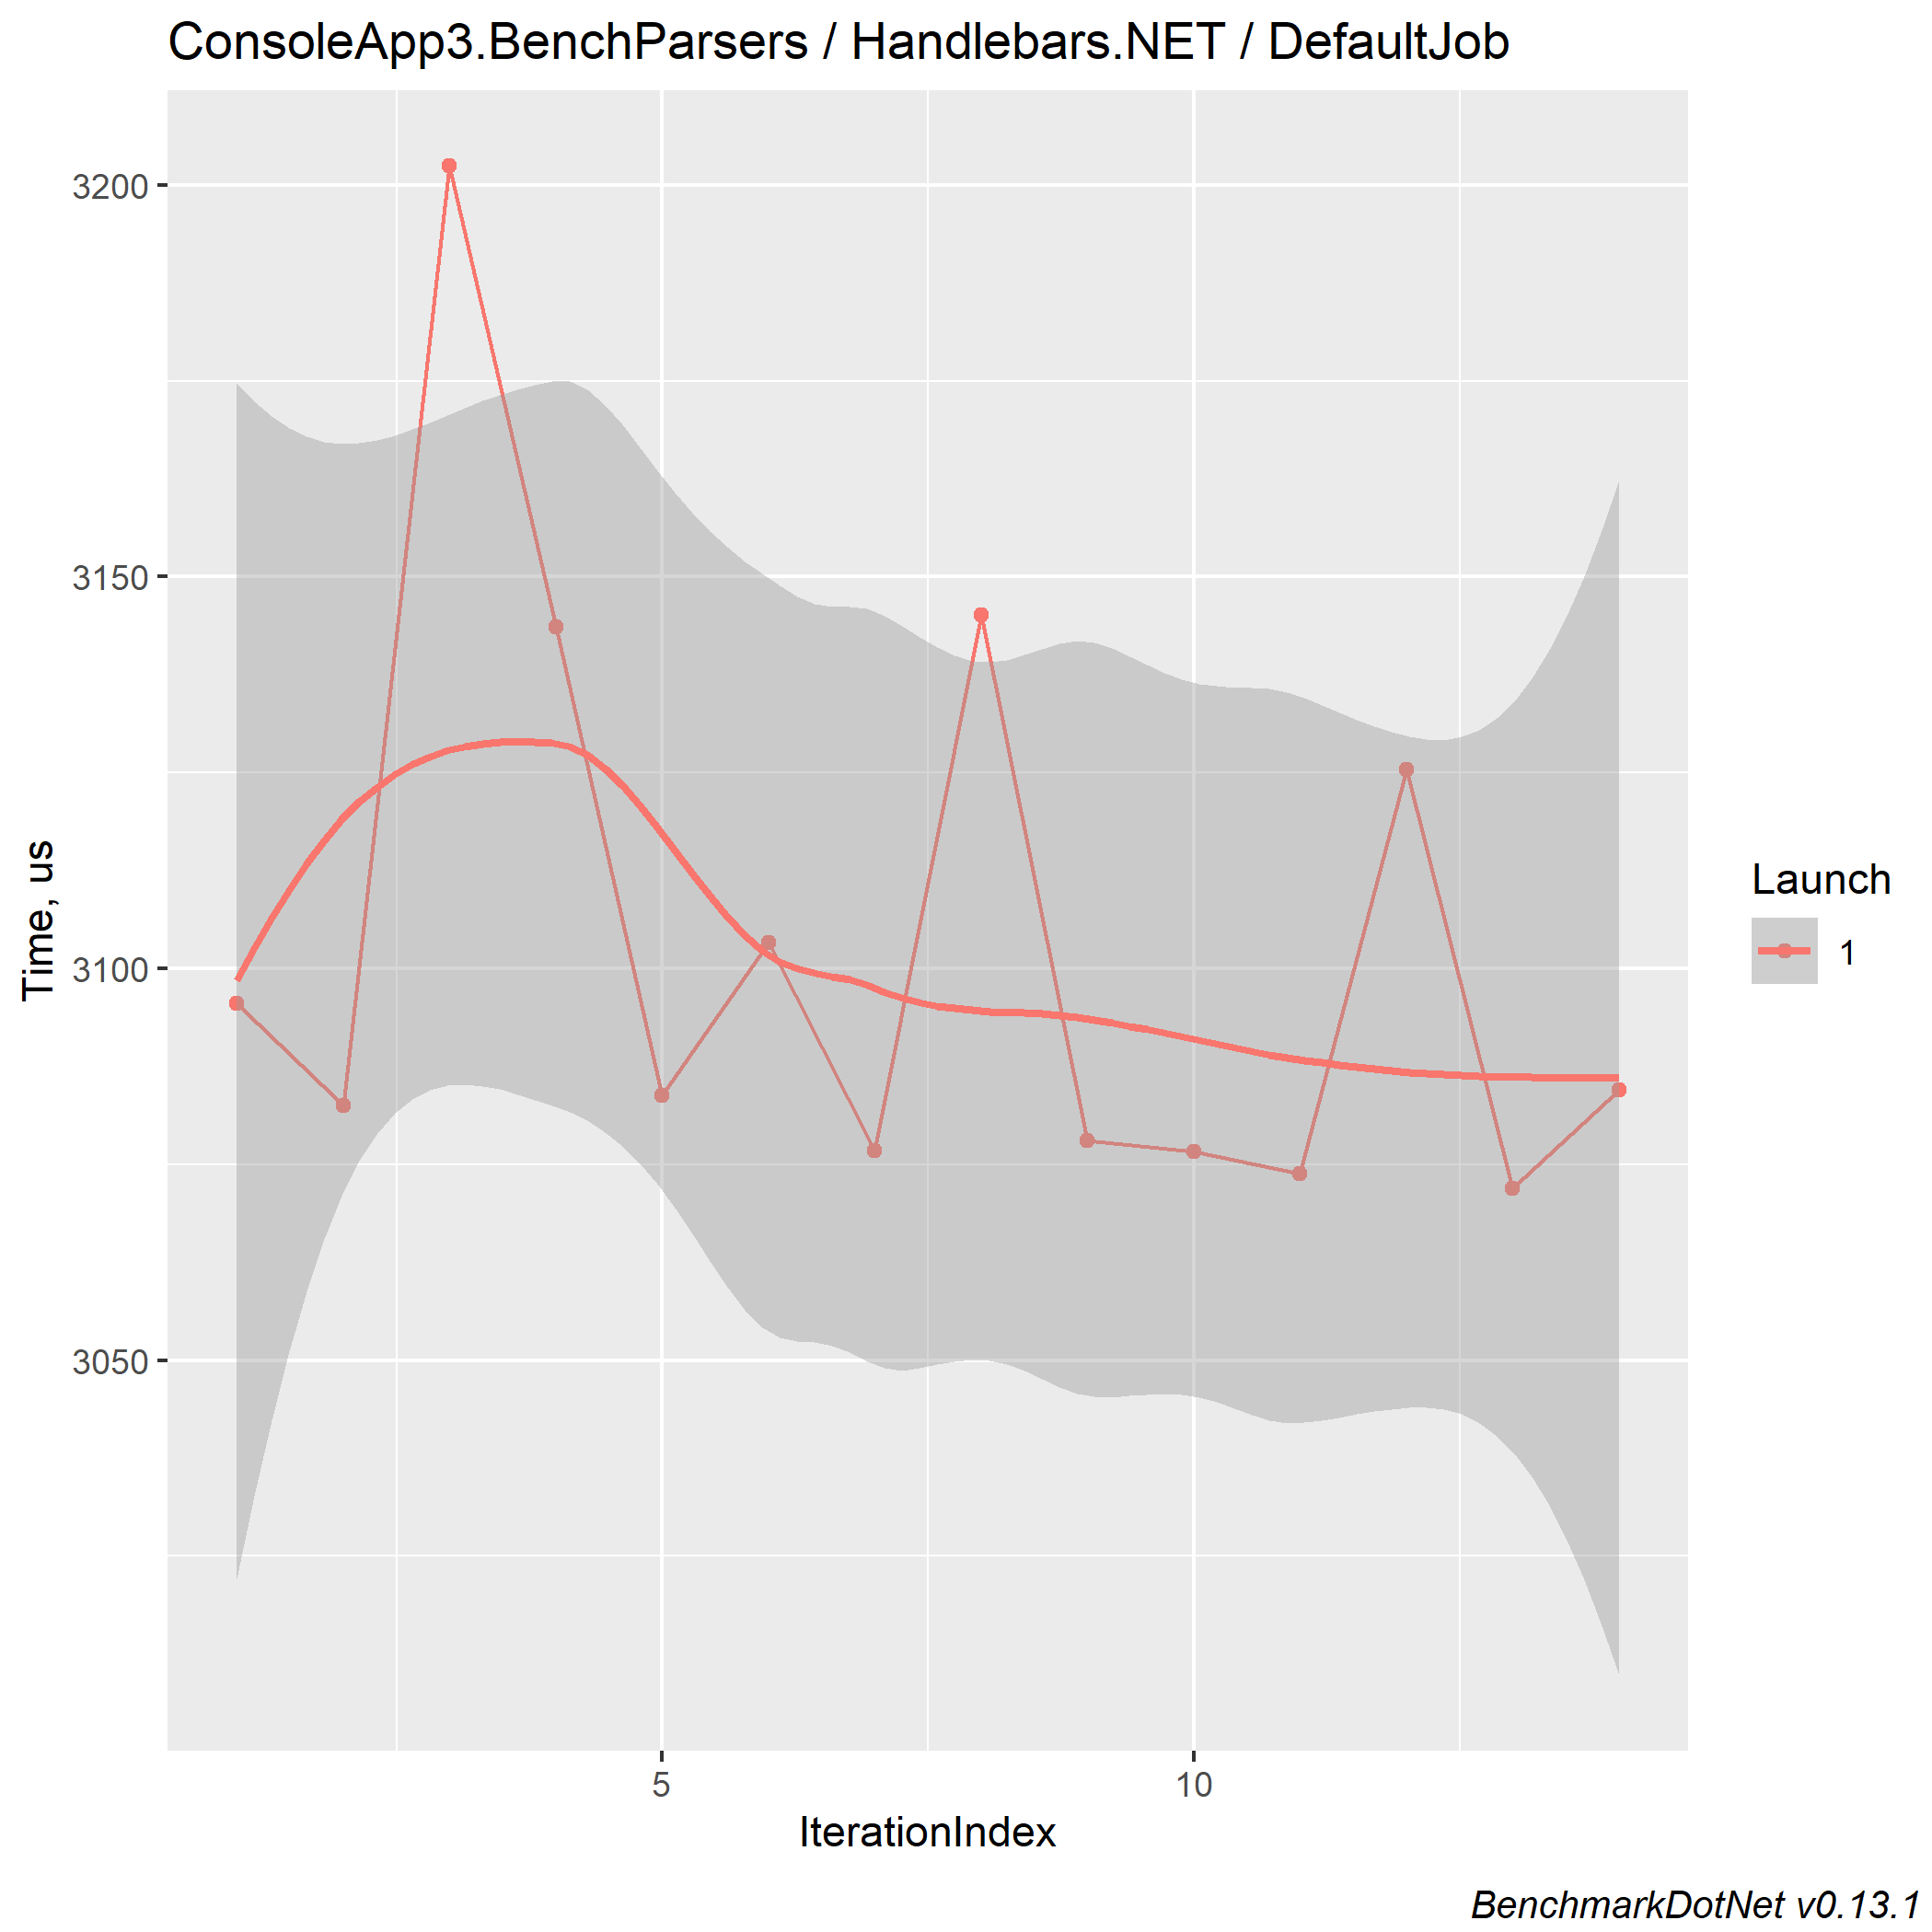 ConsoleApp3.BenchParsers / Handlebars.NET / DefaultJob
3200
3150
3100
3050
Time, us
5
10
IterationIndex
Launch
1
BenchmarkDotNet v0.13.1